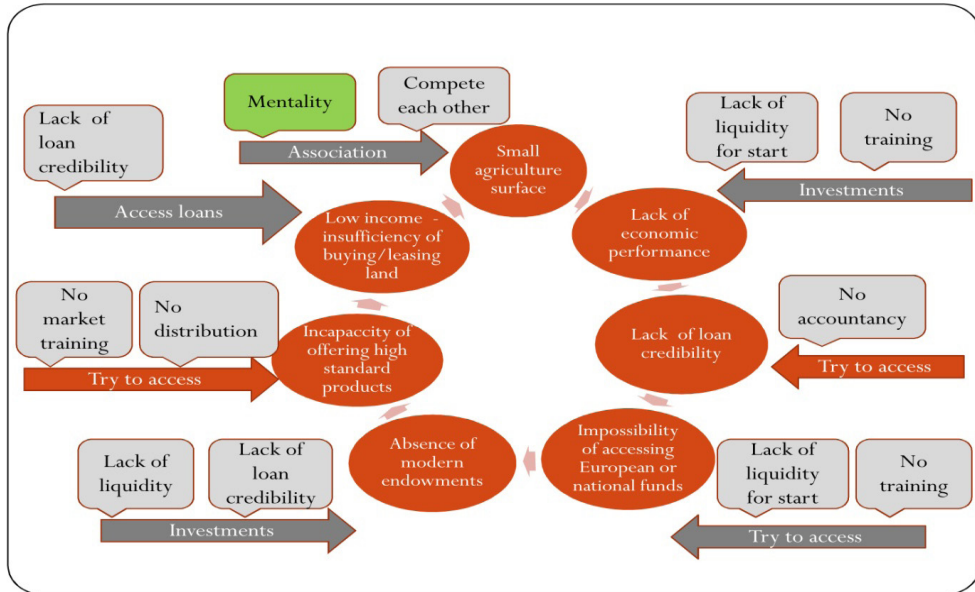 Mentality
Compete
each other
Association
Lack of
loan
credibility
Access loans
Small
agriculture
surface
Lack of
liquidity
for start
No
training
Investments
Low income -
insufficiency of
buying/leasing
land
Lack of
economic
performance
No
market
training
No
distribution
Try to access
Incapaccity of
offering high
standard
products
Lack of loan
credibility
No
accountancy
Try to access
Lack of
liquidity
Lack of
loan
credibility
Investments
Absence of
modern
endowments
Impossibility
of accessing
European or
national funds
Lack of
liquidity
for start
No
training
Try to access